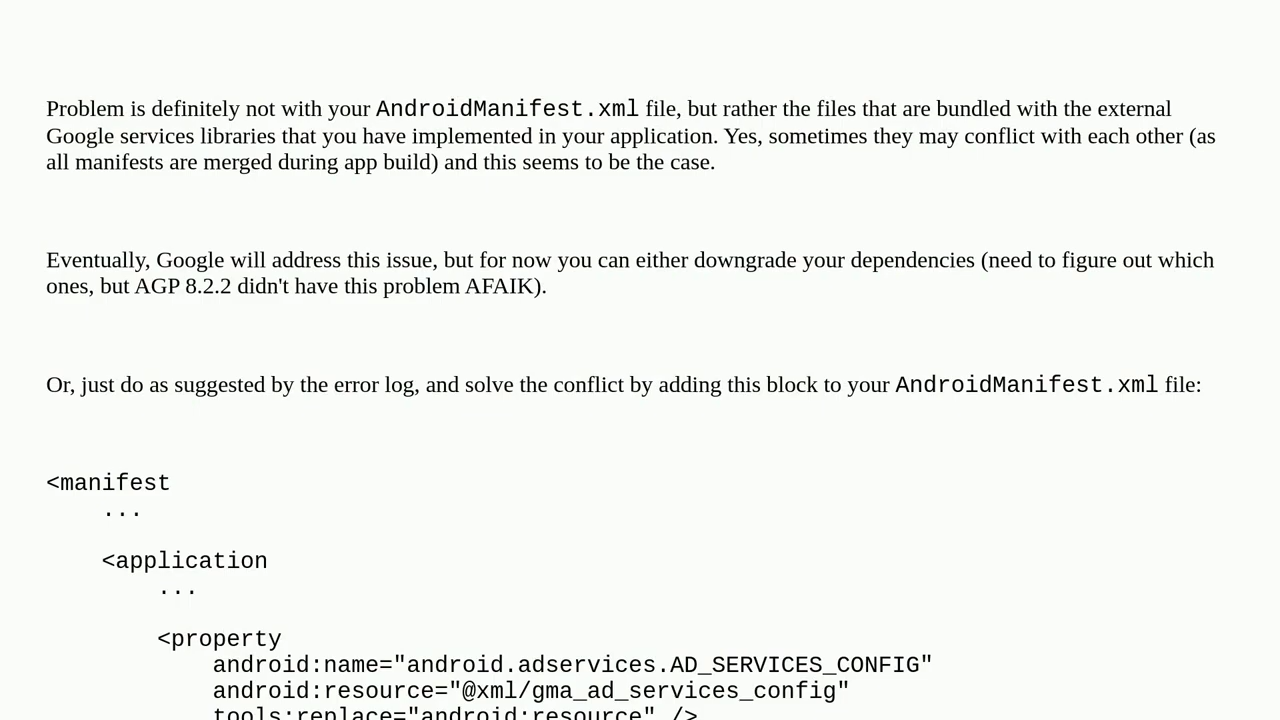 Problem is definitely not with your AndroidManifest.xml file, but rather the files that are bundled with the external
Google services libraries that you have implemented in your application. Yes, sometimes they may conflict with each other (as
all manifests are merged during app build) and this seems to be the case.
Eventually, Google will address this issue, but for now you can either downgrade your dependencies (need to figure out which
ones, but AGP 8.2.2 didn't have this problem AFAIK).
Or, just do as suggested by the error log, and solve the conflict by adding this block to your AndroidManifest.xml file:
<manifest
    ...
    <application
        ...
        <property
            android:name="android.adservices.AD_SERVICES_CONFIG"
            android:resource="@xml/gma_ad_services_config"
            tools:replace="android:resource" />